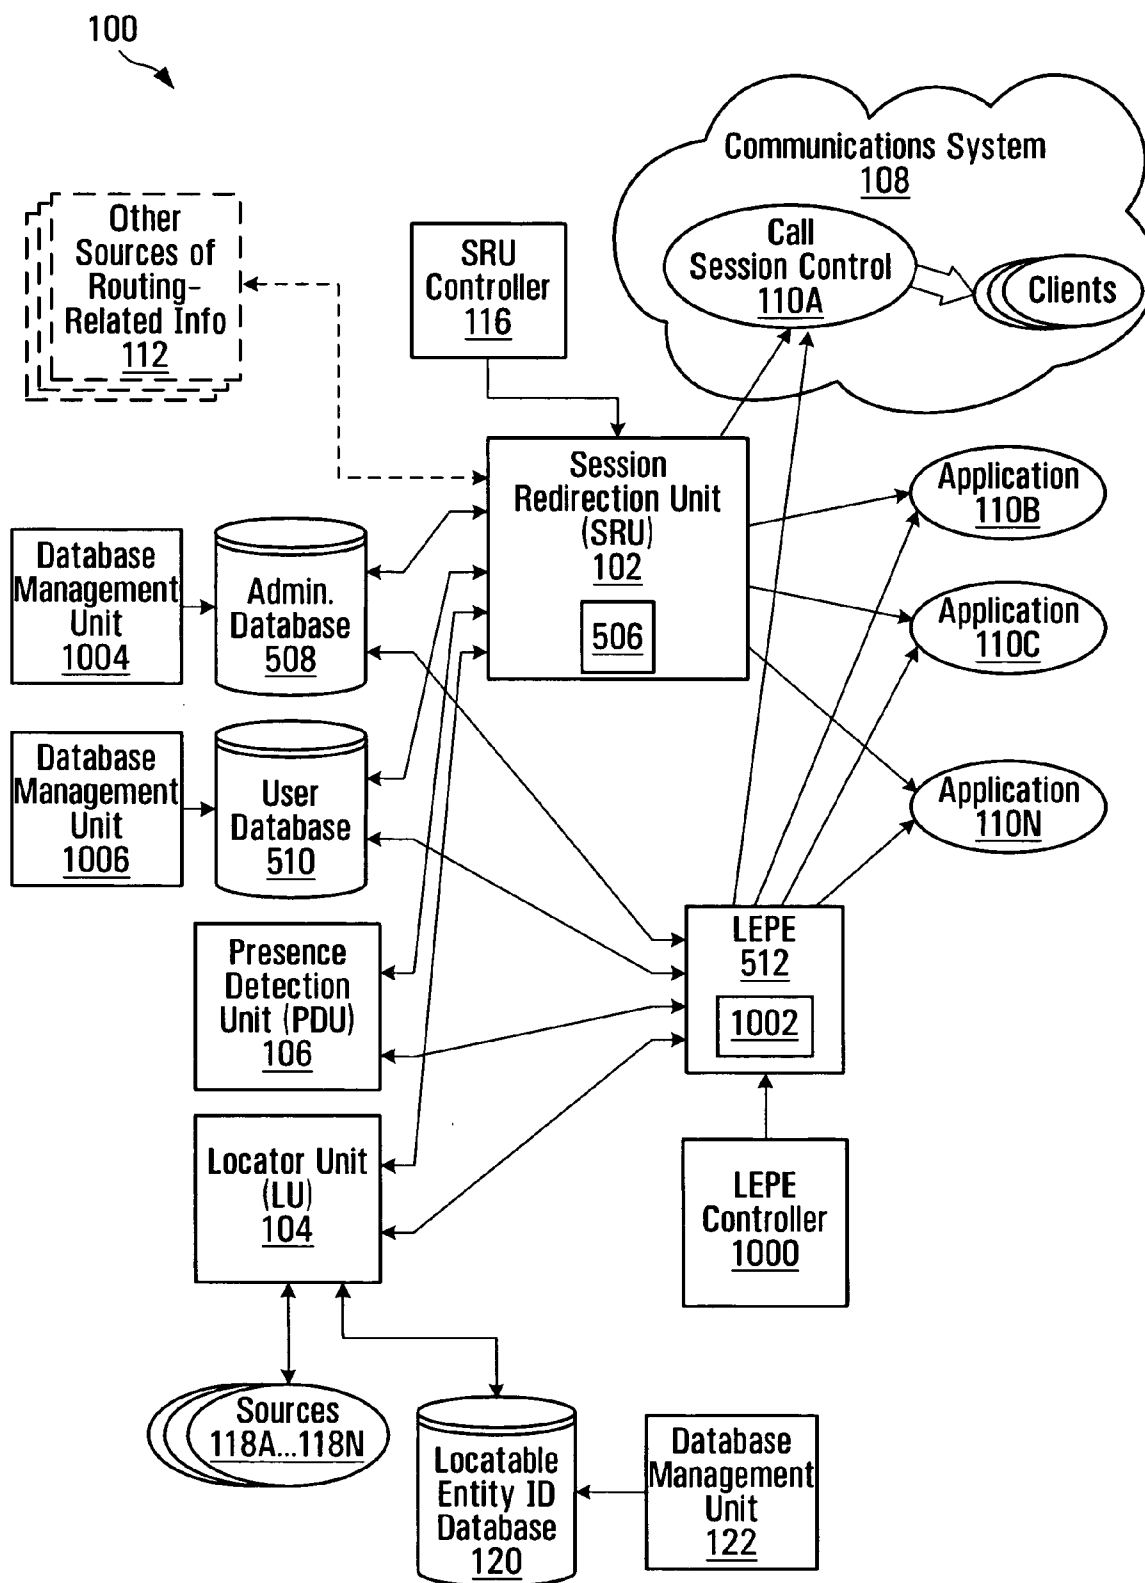 100
Communications System
108
Other
Sources of
Routing-
Related Info
112
SRU
Controller
116
Call
Session Control
110A
Clients
Session
Redirection Unit
(SRU)
102
506
Application
110B
Database
Management
Unit
1004
Admin.
Database
508
Application
110C
Database
Management
Unit
1006
User
Database
510
Application
110N
Presence
Detection
Unit (PDU)
106
LEPE
512
1002
Locator Unit
(LU)
104
LEPE
Controller
1000
Sources
118A...118N
Locatable
Entity ID
Database
120
Database
Management
Unit
122